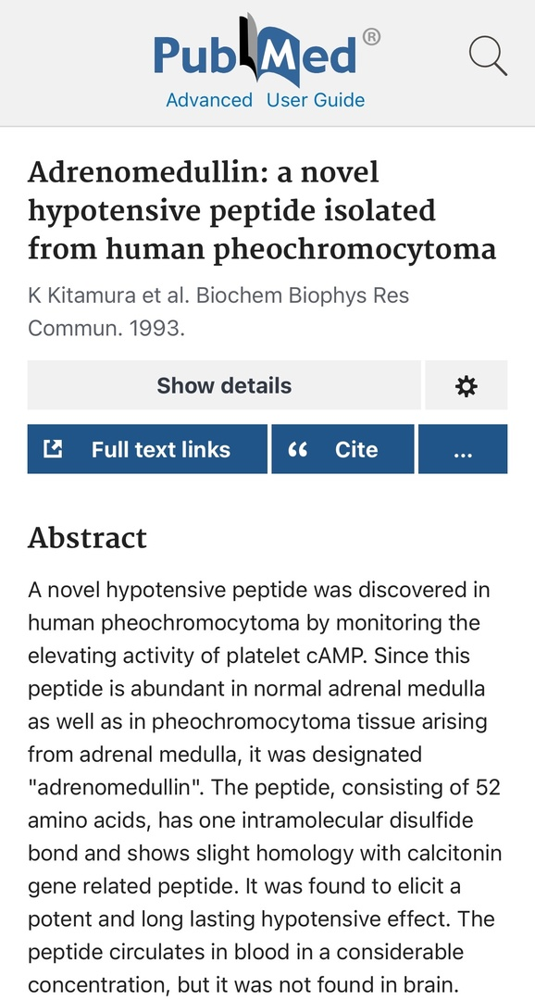 PubMed®
Advanced User Guide
Adrenomedullin: a novel
hypotensive peptide isolated
from human pheochromocytoma
K Kitamura et al. Biochem Biophys Res
Commun. 1993.
Show details
Full text links
“ Cite
...
Abstract
A novel hypotensive peptide was discovered in
human pheochromocytoma by monitoring the
elevating activity of platelet cAMP. Since this
peptide is abundant in normal adrenal medulla
as well as in pheochromocytoma tissue arising
from adrenal medulla, it was designated
"adrenomedullin". The peptide, consisting of 52
amino acids, has one intramolecular disulfide
bond and shows slight homology with calcitonin
gene related peptide. It was found to elicit a
potent and long lasting hypotensive effect. The
peptide circulates in blood in a considerable
concentration, but it was not found in brain.